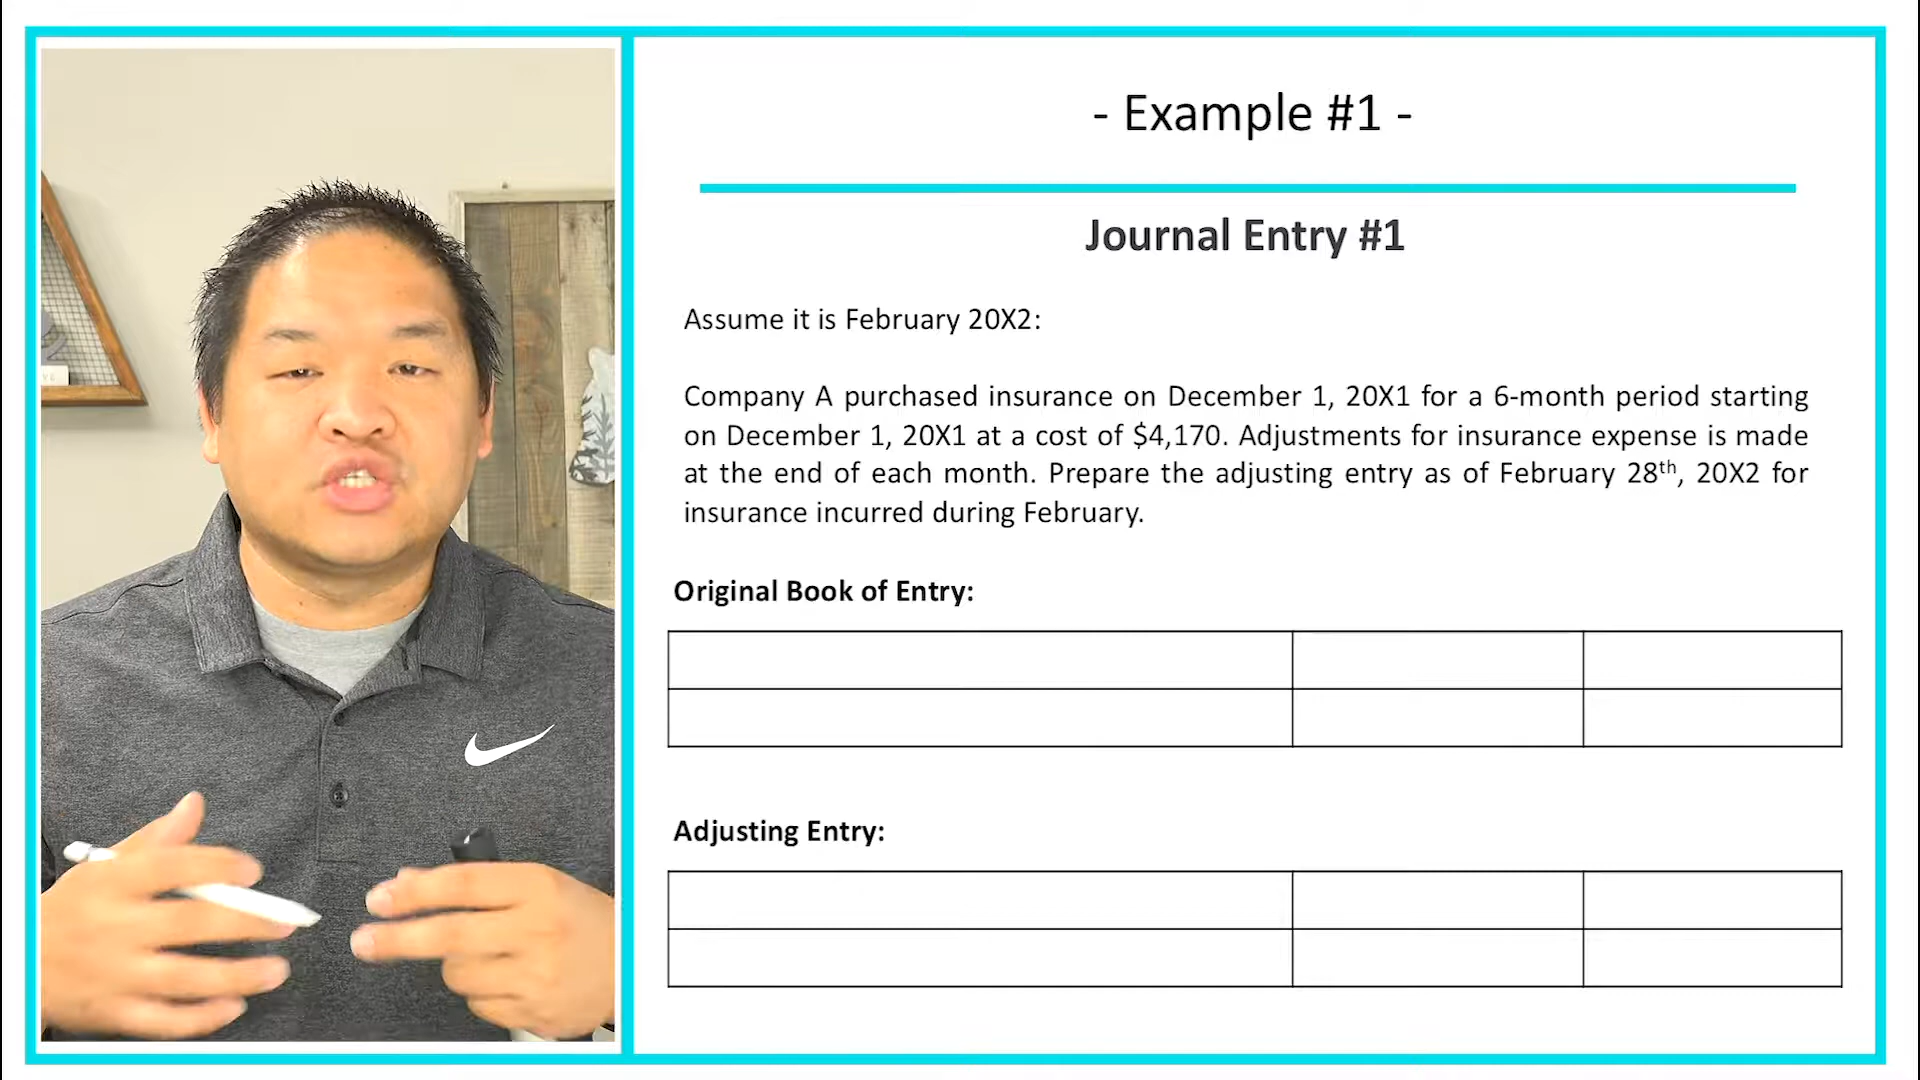 - Example #1 -
Journal Entry #1
Assume it is February 20X2:
Company A purchased insurance on December 1, 20X1 for a 6-month period starting
on December 1, 20X1 at a cost of $4,170. Adjustments for insurance expense is made
at the end of each month. Prepare the adjusting entry as of February 28th, 20X2 for
insurance incurred during February.
Original Book of Entry:
Adjusting Entry: